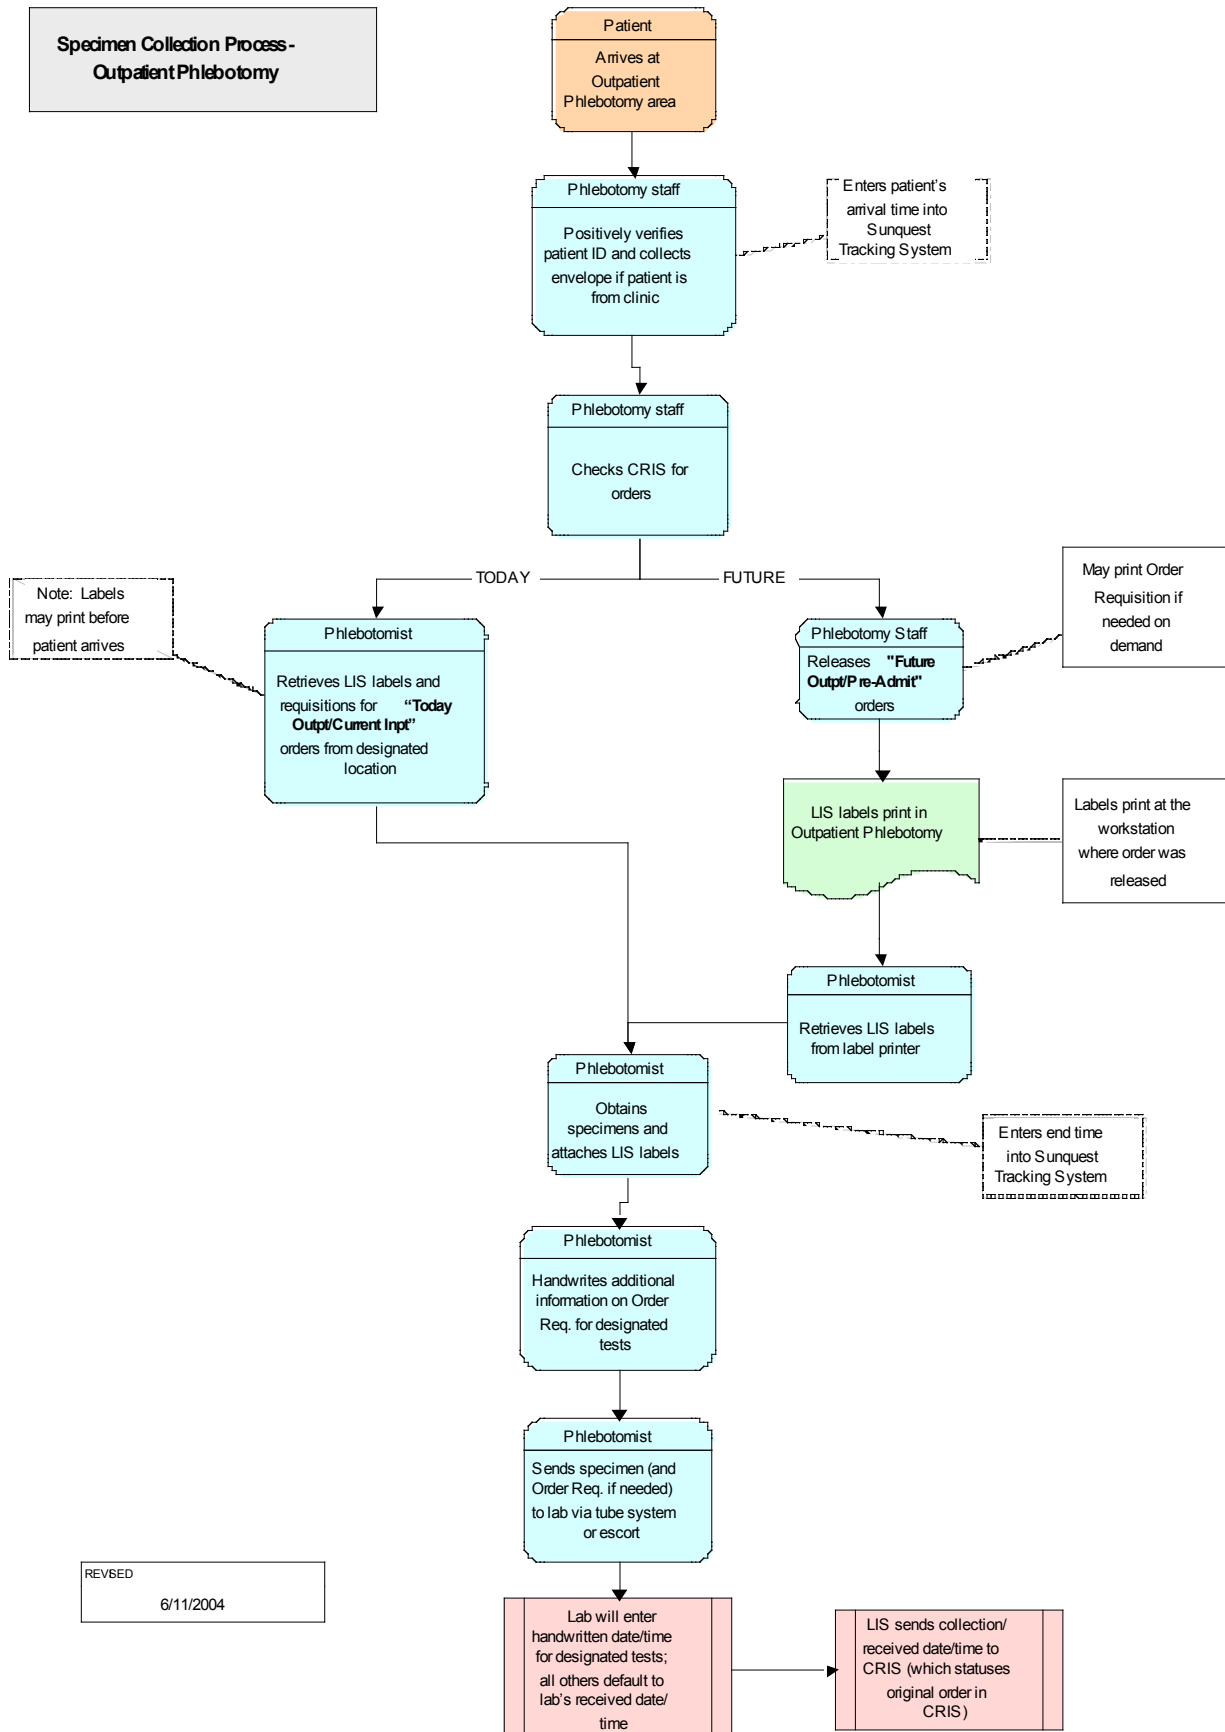 Specimen Collection Process-
Outpatient Phlebotomy
Patient
Arrives at
Outpatient
Phlebotomy area
Phlebotomy staff
Positively verifies
patient ID and collects
envelope if patient is
from clinic
Enters patient's
arrival time into
Sunquest
Tracking System
Phlebotomy staff
Checks CRIS for
orders
TODAY
FUTURE
Note: Labels
may print before
patient arrives
Phlebotomist
Retrieves LIS labels and
requisitions for “Today
Outpt/Current Inpt”
orders from designated
location
Phlebotomy Staff
Releases "Future
Outpt/Pre-Admit"
orders
May print Order
Requisition if
needed on
demand
LIS labels print in
Outpatient Phlebotomy
Labels print at the
workstation
where order was
released
Phlebotomist
Retrieves LIS labels
from label printer
Phlebotomist
Obtains
specimens and
attaches LIS labels
Enters end time
into Sunquest
Tracking System
Phlebotomist
Handwrites additional
information on Order
Req. for designated
tests
Phlebotomist
Sends specimen (and
Order Req. if needed)
to lab via tube system
or escort
REVISED
6/11/2004
Lab will enter
handwritten date/time
for designated tests;
all others default to
lab's received date/
time
LIS sends collection/
received date/time to
CRIS (which statuses
original order in
CRIS)